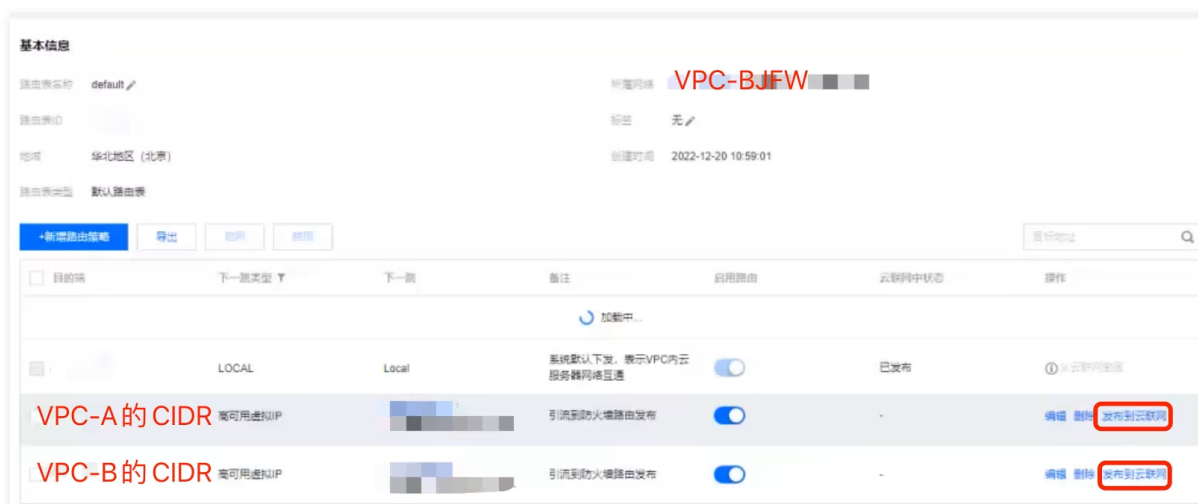 基本信息
路由表名称 default
所属网络 VPC-BJFW
路由表ID
标签 无
地域 华北地区（北京）
创建时间 2022-12-20 10:59:01
路由表类型 默认路由表
+新增路由策略 导出 启用 禁用
目标地址
目的端 下一跳类型 下一跳 备注 启用路由 云联网中状态 操作
加载中...
LOCAL Local 系统默认下发，表示VPC内云
服务器网络互通 已发布
VPC-A的CIDR 高可用虚拟IP 引流到防火墙路由发布 - 编辑 删除 发布到云联网
VPC-B的CIDR 高可用虚拟IP 引流到防火墙路由发布 - 编辑 删除 发布到云联网